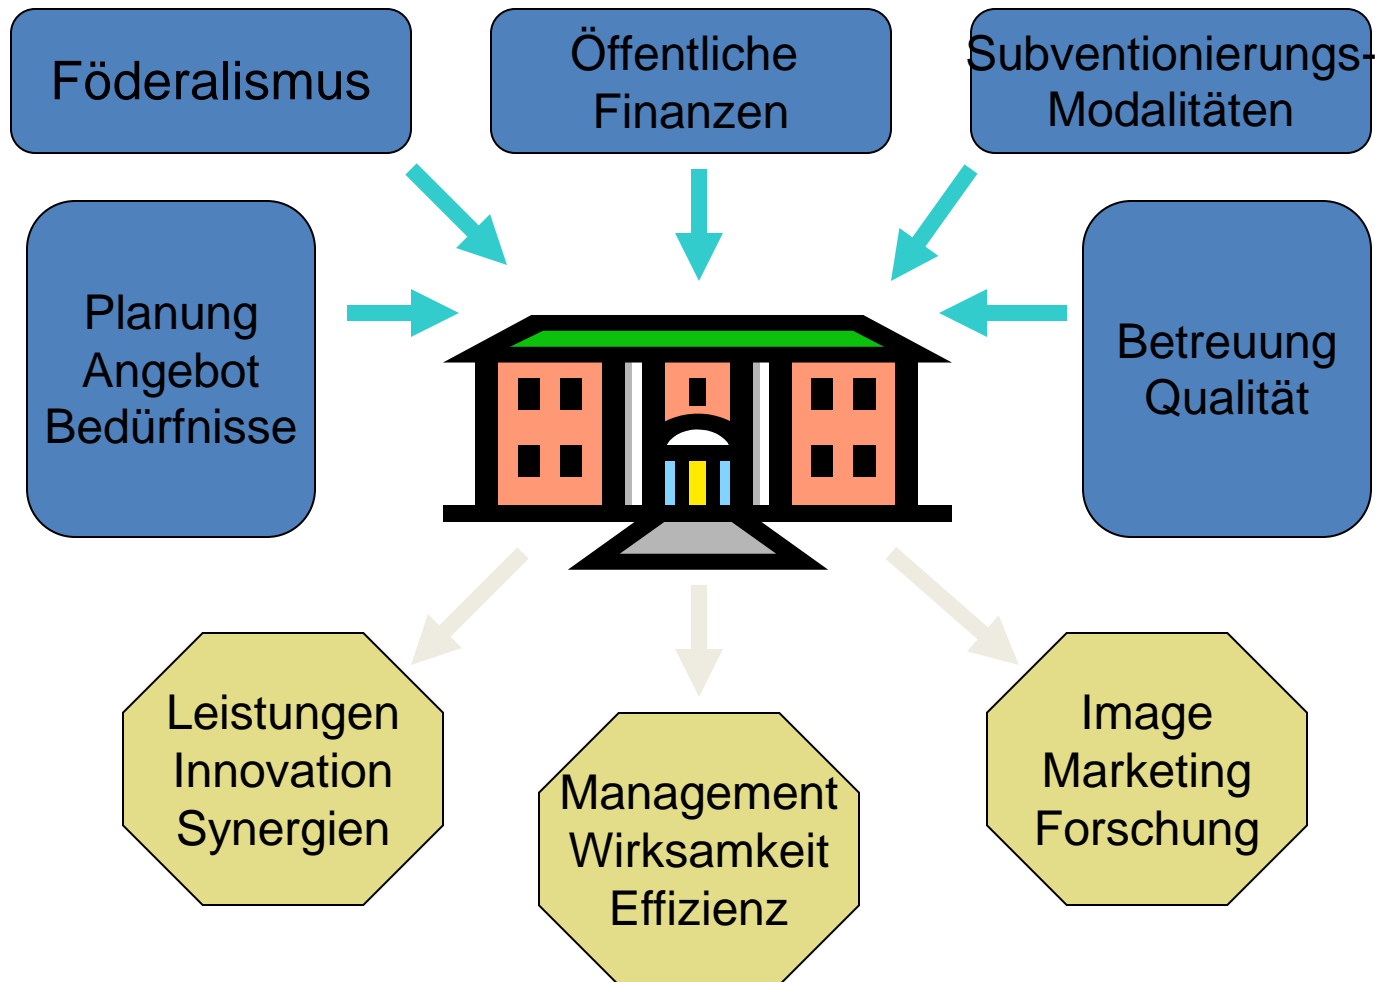 Föderalismus
Öffentliche
Finanzen
Subventionierungs-
Modalitäten
Planung
Angebot
Bedürfnisse
Betreuung
Qualität
Leistungen
Innovation
Synergien
Management
Wirksamkeit
Effizienz
Image
Marketing
Forschung